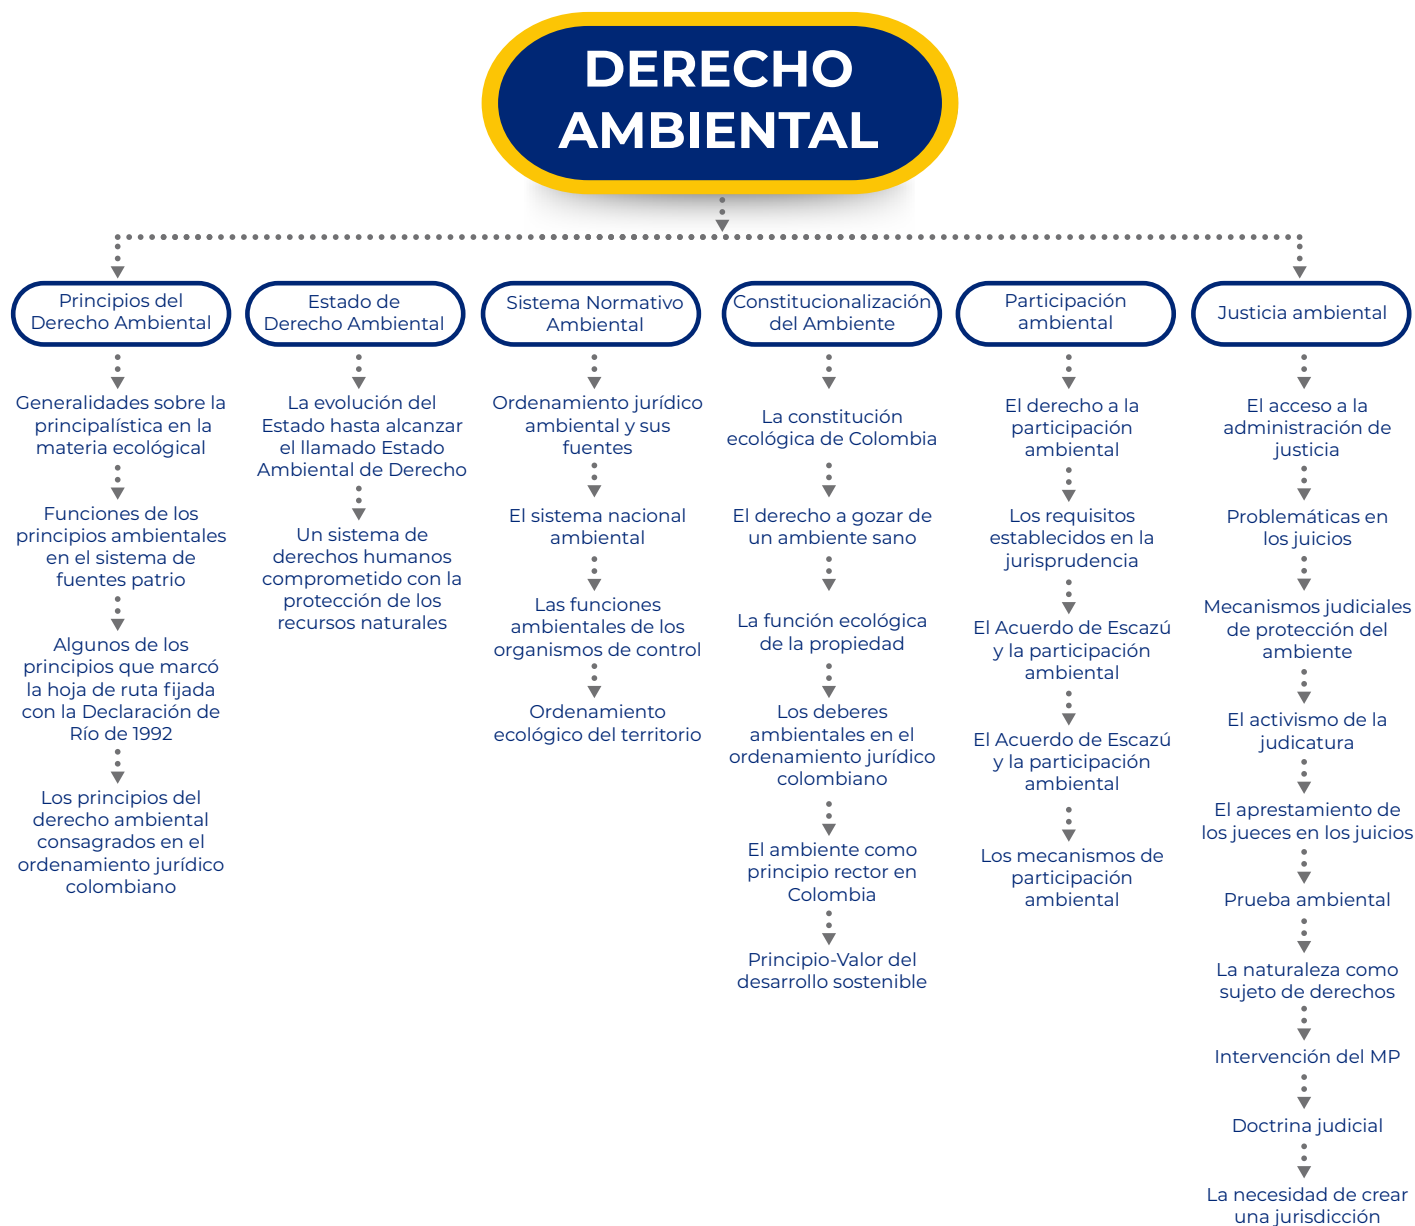 DERECHO
AMBIENTAL
Principios del
Derecho Ambiental
Generalidades sobre la
principalística en la
materia ecológical
Funciones de los
principios ambientales
en el sistema de
fuentes patrio
Algunos de los
principios que marcó
la hoja de ruta fijada
con la Declaración de
Río de 1992
Los principios del
derecho ambiental
consagrados en el
ordenamiento jurídico
colombiano
Estado de
Derecho Ambiental
La evolución del
Estado hasta alcanzar
el llamado Estado
Ambiental de Derecho
Un sistema de
derechos humanos
comprometido con la
protección de los
recursos naturales
Sistema Normativo
Ambiental
Ordenamiento jurídico
ambiental y sus
fuentes
El sistema nacional
ambiental
Las funciones
ambientales de los
organismos de control
Ordenamiento
ecológico del territorio
Constitucionalización
del Ambiente
La constitución
ecológica de Colombia
El derecho a gozar de
un ambiente sano
La función ecológica
de la propiedad
Los deberes
ambientales en el
ordenamiento jurídico
colombiano
El ambiente como
principio rector en
Colombia
Principio-Valor del
desarrollo sostenible
Participación
ambiental
El derecho a la
participación
ambiental
Los requisitos
establecidos en la
jurisprudencia
El Acuerdo de Escazú
y la participación
ambiental
El Acuerdo de Escazú
y la participación
ambiental
Los mecanismos de
participación
ambiental
Justicia ambiental
El acceso a la
administración de
justicia
Problemáticas en
los juicios
Mecanismos judiciales
de protección del
ambiente
El activismo de la
judicatura
El aprestamiento de
los jueces en los juicios
Prueba ambiental
La naturaleza como
sujeto de derechos
Intervención del MP
Doctrina judicial
La necesidad de crear
una jurisdicción